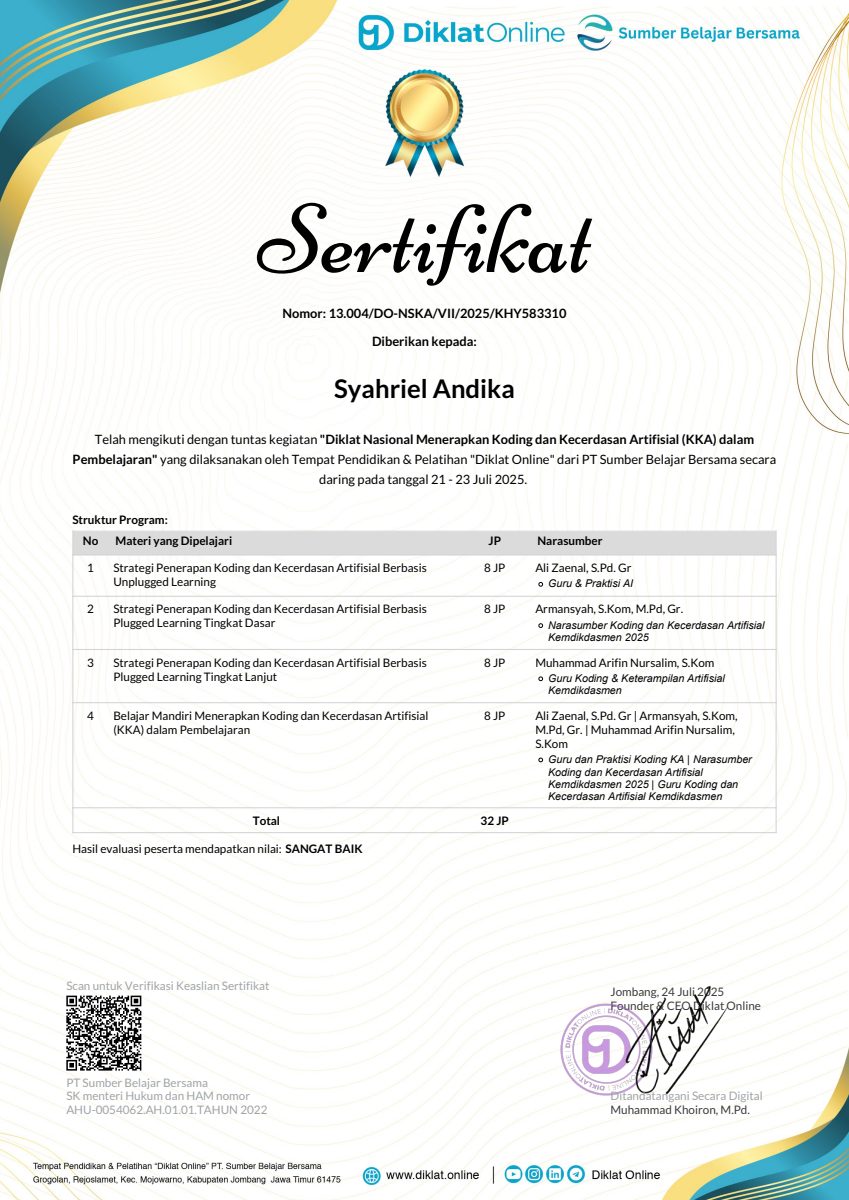 DiklatOnline
Sumber Belajar Bersama
Sertifikat
Nomor: 13.004/DO-NSKA/VII/2025/KHY583310
Diberikan kepada:
Syahriel Andika
Telah mengikuti dengan tuntas kegiatan "Diklat Nasional Menerapkan Koding dan Kecerdasan Artifisial (KKA) dalam
Pembelajaran" yang dilaksanakan oleh Tempat Pendidikan & Pelatihan "Diklat Online" dari PT Sumber Belajar Bersama secara
daring pada tanggal 21 - 23 Juli 2025.
Struktur Program:
No Materi yang Dipelajari JP Narasumber
1 Strategi Penerapan Koding dan Kecerdasan Artifisial Berbasis 8 JP Ali Zaenal, S.Pd. Gr
Unplugged Learning
Guru & Praktisi AI
2 Strategi Penerapan Koding dan Kecerdasan Artifisial Berbasis 8 JP Armansyah, S.Kom, M.Pd, Gr.
Plugged Learning Tingkat Dasar
Narasumber Koding dan Kecerdasan Artifisial
Kemdikdasmen 2025
3 Strategi Penerapan Koding dan Kecerdasan Artifisial Berbasis 8 JP Muhammad Arifin Nursalim, S.Kom
Plugged Learning Tingkat Lanjut
Guru Koding & Keterampilan Artifisial
Kemdikdasmen
4 Belajar Mandiri Menerapkan Koding dan Kecerdasan Artifisial 8 JP Ali Zaenal, S.Pd. Gr | Armansyah, S.Kom,
(KKA) dalam Pembelajaran M.Pd, Gr. | Muhammad Arifin Nursalim,
S.Kom
Guru dan Praktisi Koding KA | Narasumber
Koding dan Kecerdasan Artifisial
Kemdikdasmen 2025 | Guru Koding dan
Kecerdasan Artifisial Kemdikdasmen
Total 32 JP
Hasil evaluasi peserta mendapatkan nilai: SANGAT BAIK
Scan untuk Verifikasi Keaslian Sertifikat
PT Sumber Belajar Bersama
SK menteri Hukum dan HAM nomor
AHU-0054062.AH.01.01.TAHUN 2022
Jombang, 24 Juli 2025
Founder & CEO Diklat Online
DIKLATONLINE | DIKLATONLINE | DIKLATONLINE
Ditandatangani Secara Digital
Muhammad Khoiron, M.Pd.
Tempat Pendidikan & Pelatihan "Diklat Online" PT. Sumber Belajar Bersama
Grogolan, Rejoslamet, Kec. Mojowarno, Kabupaten Jombang Jawa Timur 61475
www.diklat.online | Diklat Online